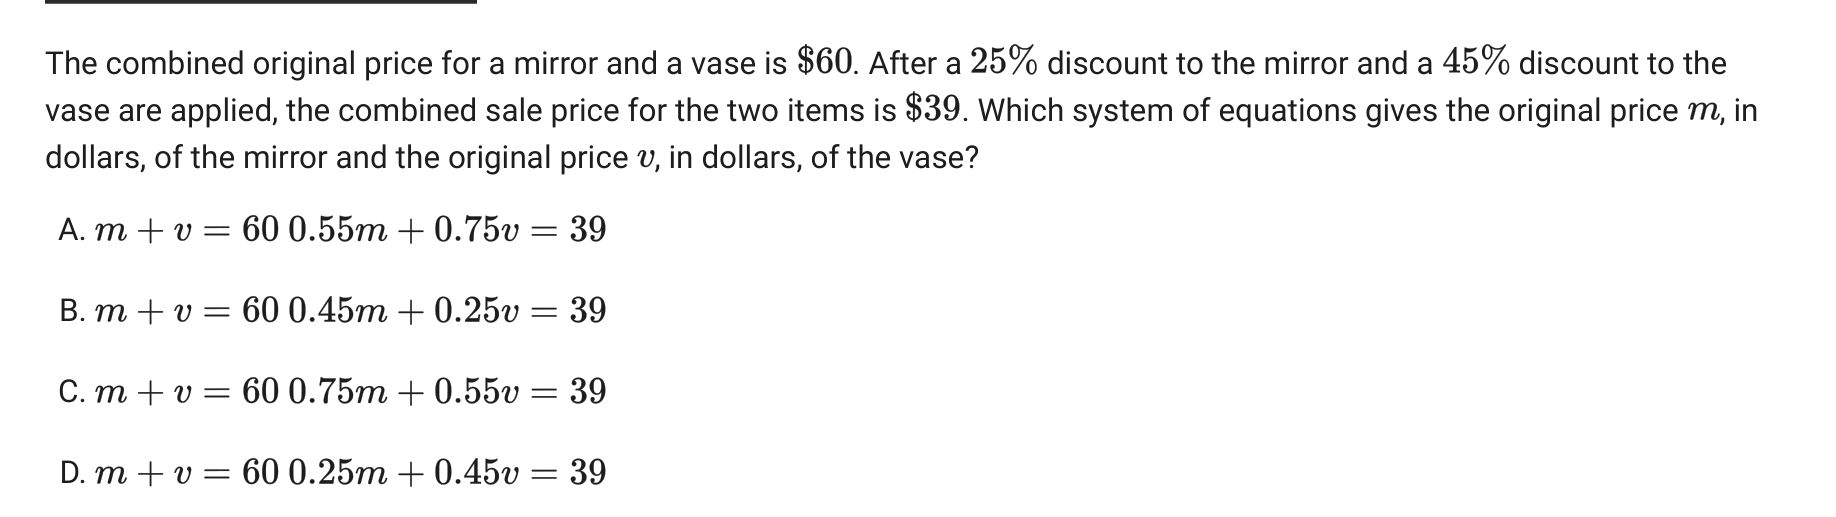 The combined original price for a mirror and a vase is $60. After a 25% discount to the mirror and a 45% discount to the
vase are applied, the combined sale price for the two items is $39. Which system of equations gives the original price m, in
dollars, of the mirror and the original price v, in dollars, of the vase?
A. m + v = 60 0.55m + 0.75v = 39
B. m + v = 60 0.45m + 0.25v = 39
C. m + v = 60 0.75m + 0.55v = 39
D. m + v = 60 0.25m + 0.45v = 39